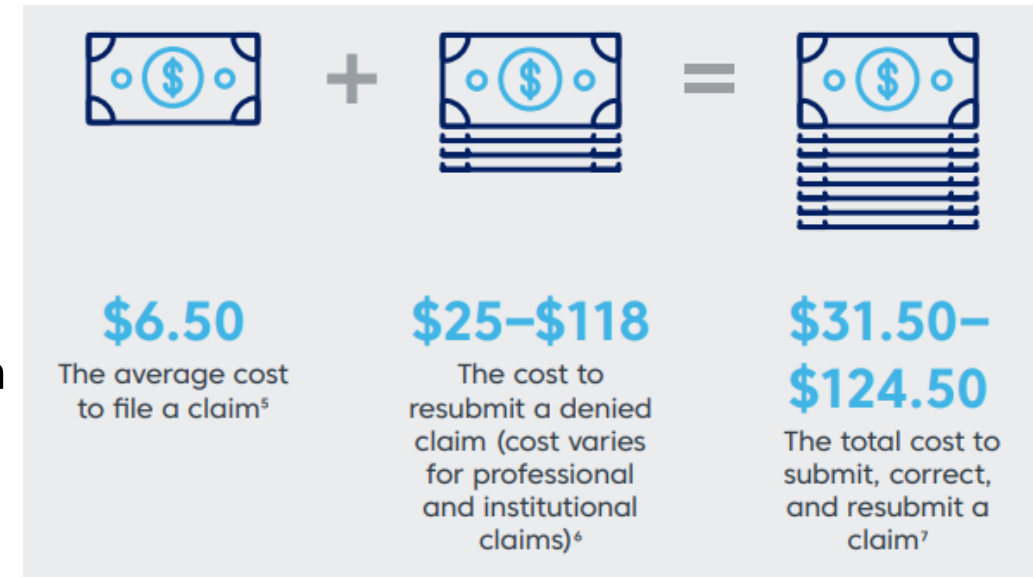 $
+
$
=
$
$6.50
The average cost
to file a claim⁵
$25–$118
The cost to
resubmit a denied
claim (cost varies
for professional
and institutional
claims)⁶
$31.50–
$124.50
The total cost to
submit, correct,
and resubmit a
claim⁷